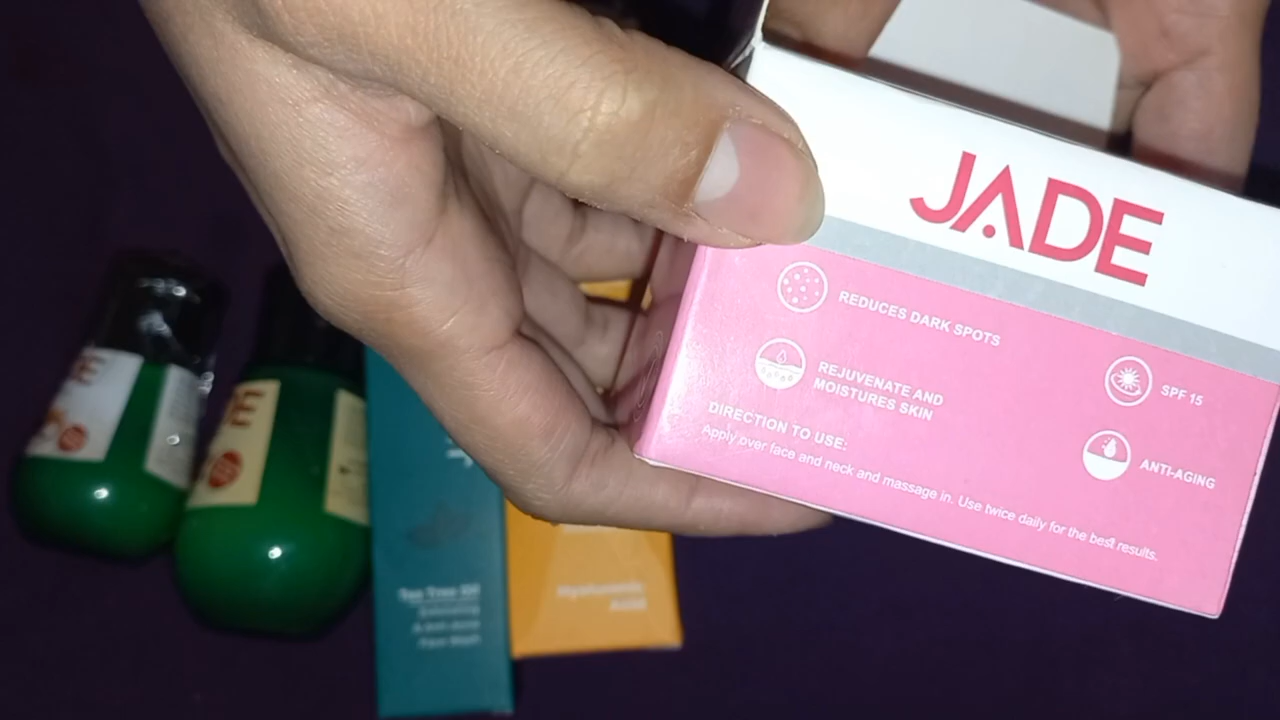 JADE
REDUCES DARK SPOTS
REJUVENATE AND
MOISTURES SKIN
SPF 15
ANTI-AGING
DIRECTION TO USE:
Apply over face and neck and massage in. Use twice daily for the best results.
Tea Tree Oil
Face Wash
Hyaluronic
Acid